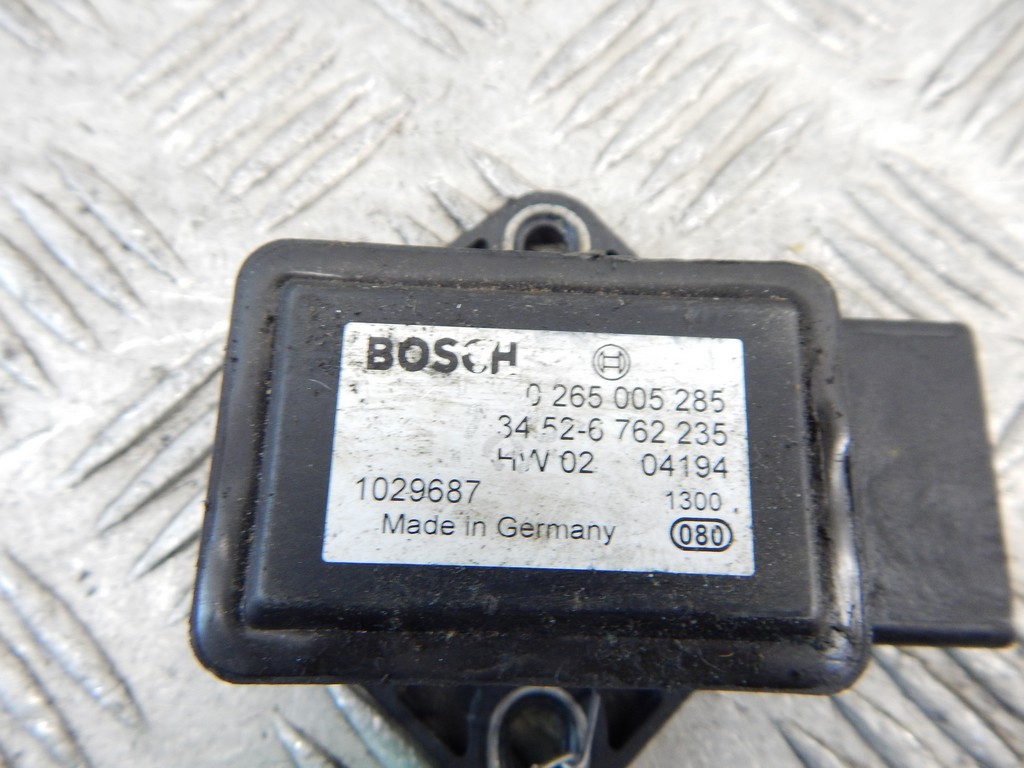 BOSCH
0 265 005 285
34.52-6 762 235
HW 02 04194
1029687 1300
Made in Germany 080